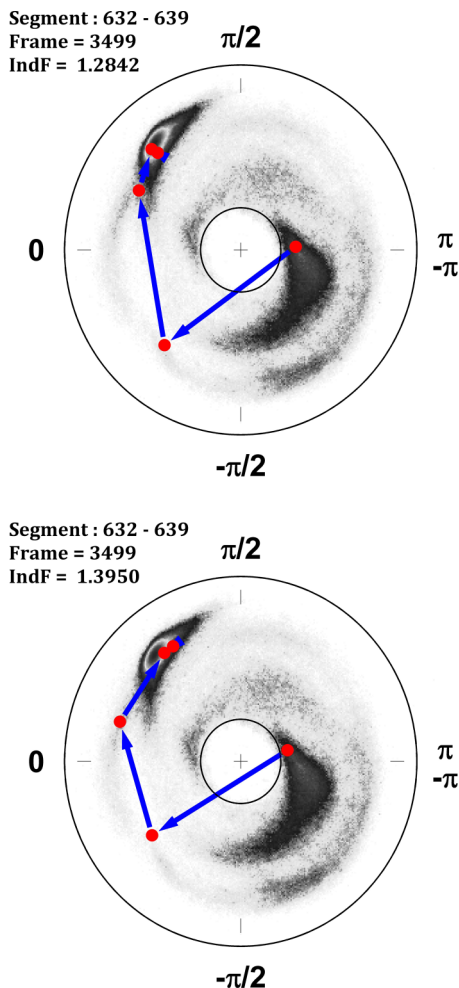 Segment : 632 - 639
Frame = 3499
IndF = 1.2842
π/2
0
π
-π
-π/2
Segment : 632 - 639
Frame = 3499
IndF = 1.3950
π/2
0
π
-π
-π/2